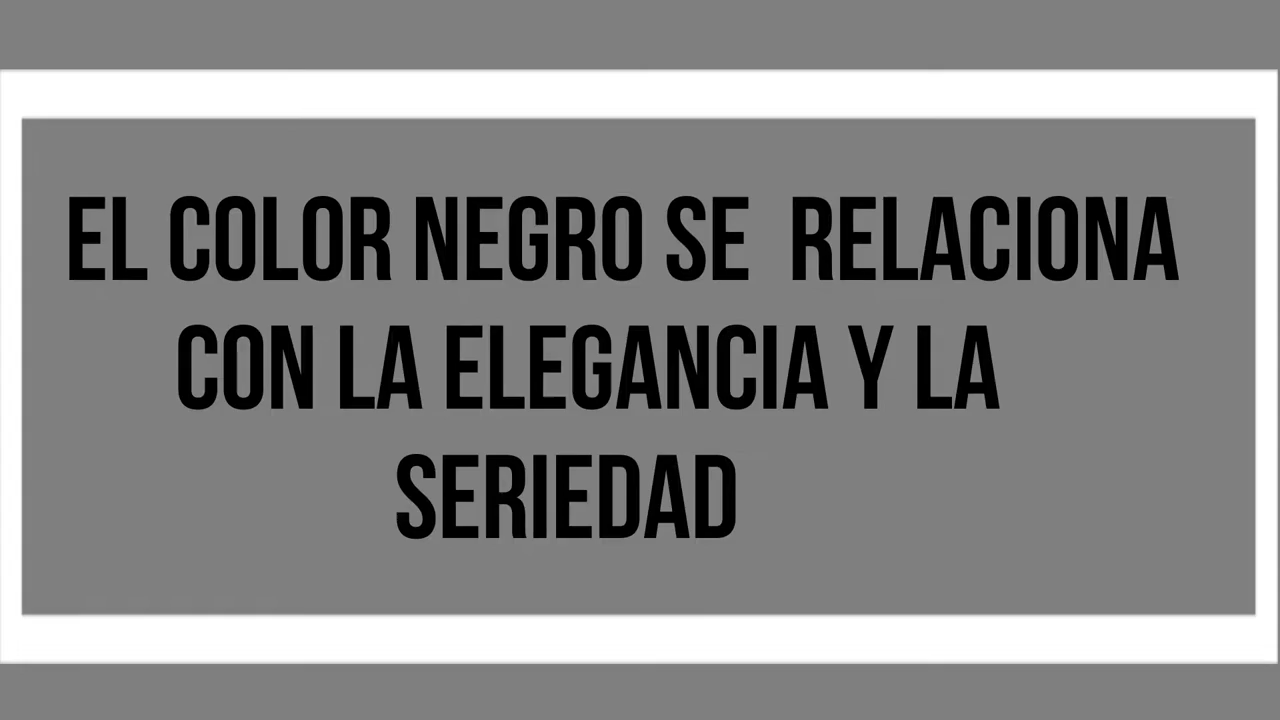 EL COLOR NEGRO SE  RELACIONA
CON LA ELEGANCIA Y LA
SERIEDAD